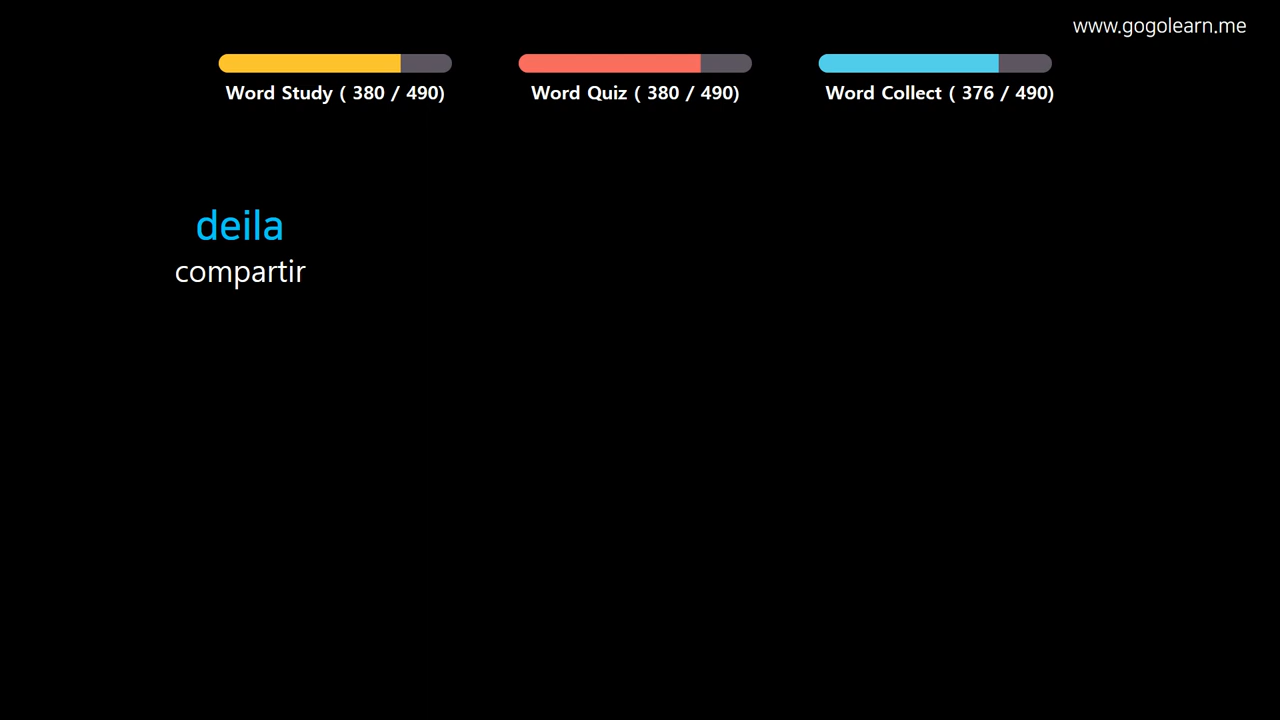 www.gogolearn.me
Word Study ( 380 / 490)
Word Quiz ( 380 / 490)
Word Collect ( 376 / 490)
deila
compartir